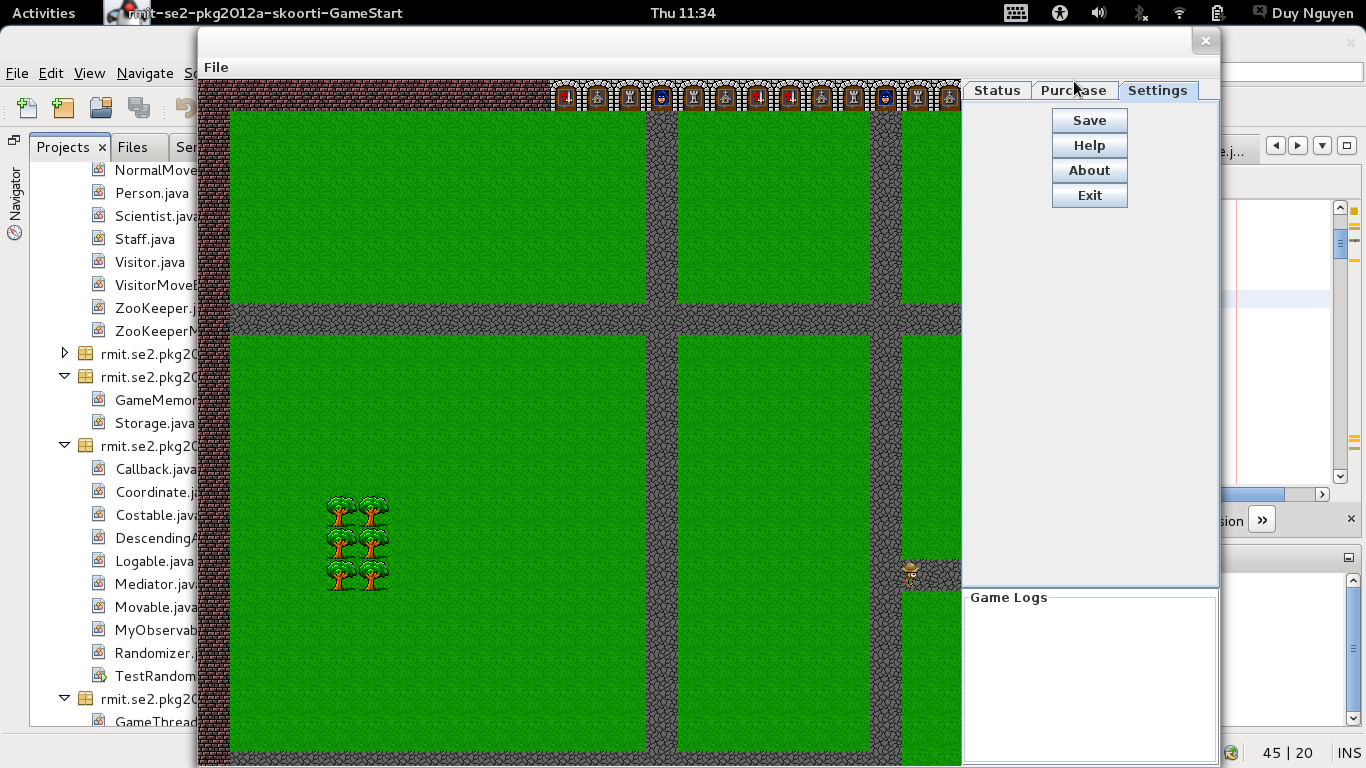 Activities
rmit-se2-pkg2012a-skoorti-GameStart
Thu 11:34
Duy Nguyen
File
File Edit View Navigate
Status
Purchase
Settings
Save
Help
About
Exit
Projects
Files
Ser
e.j...
Navigator
NormalMove
Person.java
Scientist.java
Staff.java
Visitor.java
VisitorMoveB
ZooKeeper.j
ZooKeeperM
rmit.se2.pkg20
rmit.se2.pkg20
GameMemor
Storage.java
rmit.se2.pkg20
Callback.java
Coordinate.ja
Costable.java
DescendingA
Logable.java
Mediator.java
Movable.java
MyObservab
Randomizer.
TestRandom
rmit.se2.pkg20
GameThread
sion
Game Logs
45 | 20
INS